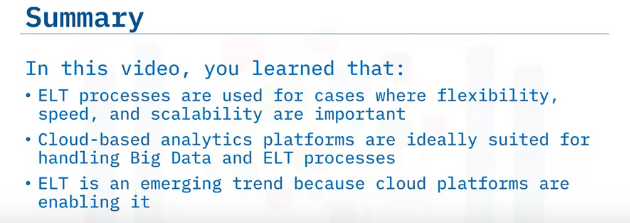 Summary
In this video, you learned that:
• ELT processes are used for cases where flexibility,
speed, and scalability are important
• Cloud-based analytics platforms are ideally suited for
handling Big Data and ELT processes
• ELT is an emerging trend because cloud platforms are
enabling it